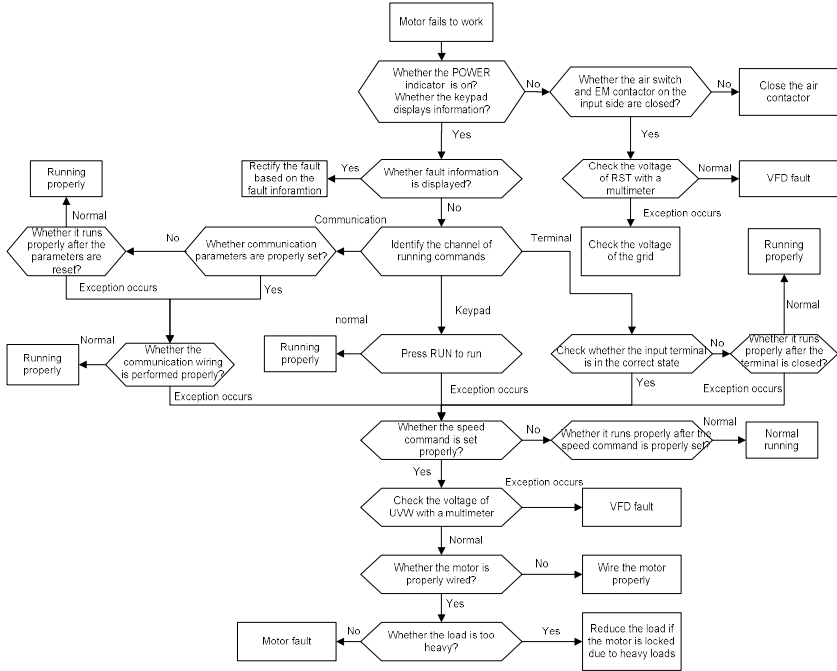 Motor fails to work
Whether the POWER
indicator is on?
Whether the keypad
displays information?
No
Whether the air switch
and EM contactor on the
input side are closed?
No
Close the air
contactor
Yes
Yes
Rectify the fault
based on the
fault inforamtion
Yes
Whether fault information
is displayed?
Check the voltage
of RST with a
multimeter
Normal
VFD fault
Running
properly
Normal
No
Exception occurs
Communication
Whether it runs
properly after the
parameters are
reset?
No
Whether communication
parameters are properly set?
Identify the channel of
running commands
Terminal
Check the voltage
of the grid
Running
properly
Exception occurs
Yes
Keypad
Normal
normal
Normal
Running
properly
Whether the
communication wiring
is performed properly?
Running
properly
Press RUN to run
Check whether the input terminal
is in the correct state
No
Whether it runs
properly after the
terminal is closed?
Exception occurs
Exception occurs
Yes
Exception occurs
Whether the speed
command is set
properly?
No
Whether it runs properly after the
speed command is properly set?
Normal
Normal
running
Yes
Exception occurs
Check the voltage of
UVW with a multimeter
VFD fault
Normal
Whether the motor is
properly wired?
No
Wire the motor
properly
Yes
Motor fault
No
Whether the load is too
heavy?
Yes
Reduce the load if
the motor is locked
due to heavy loads